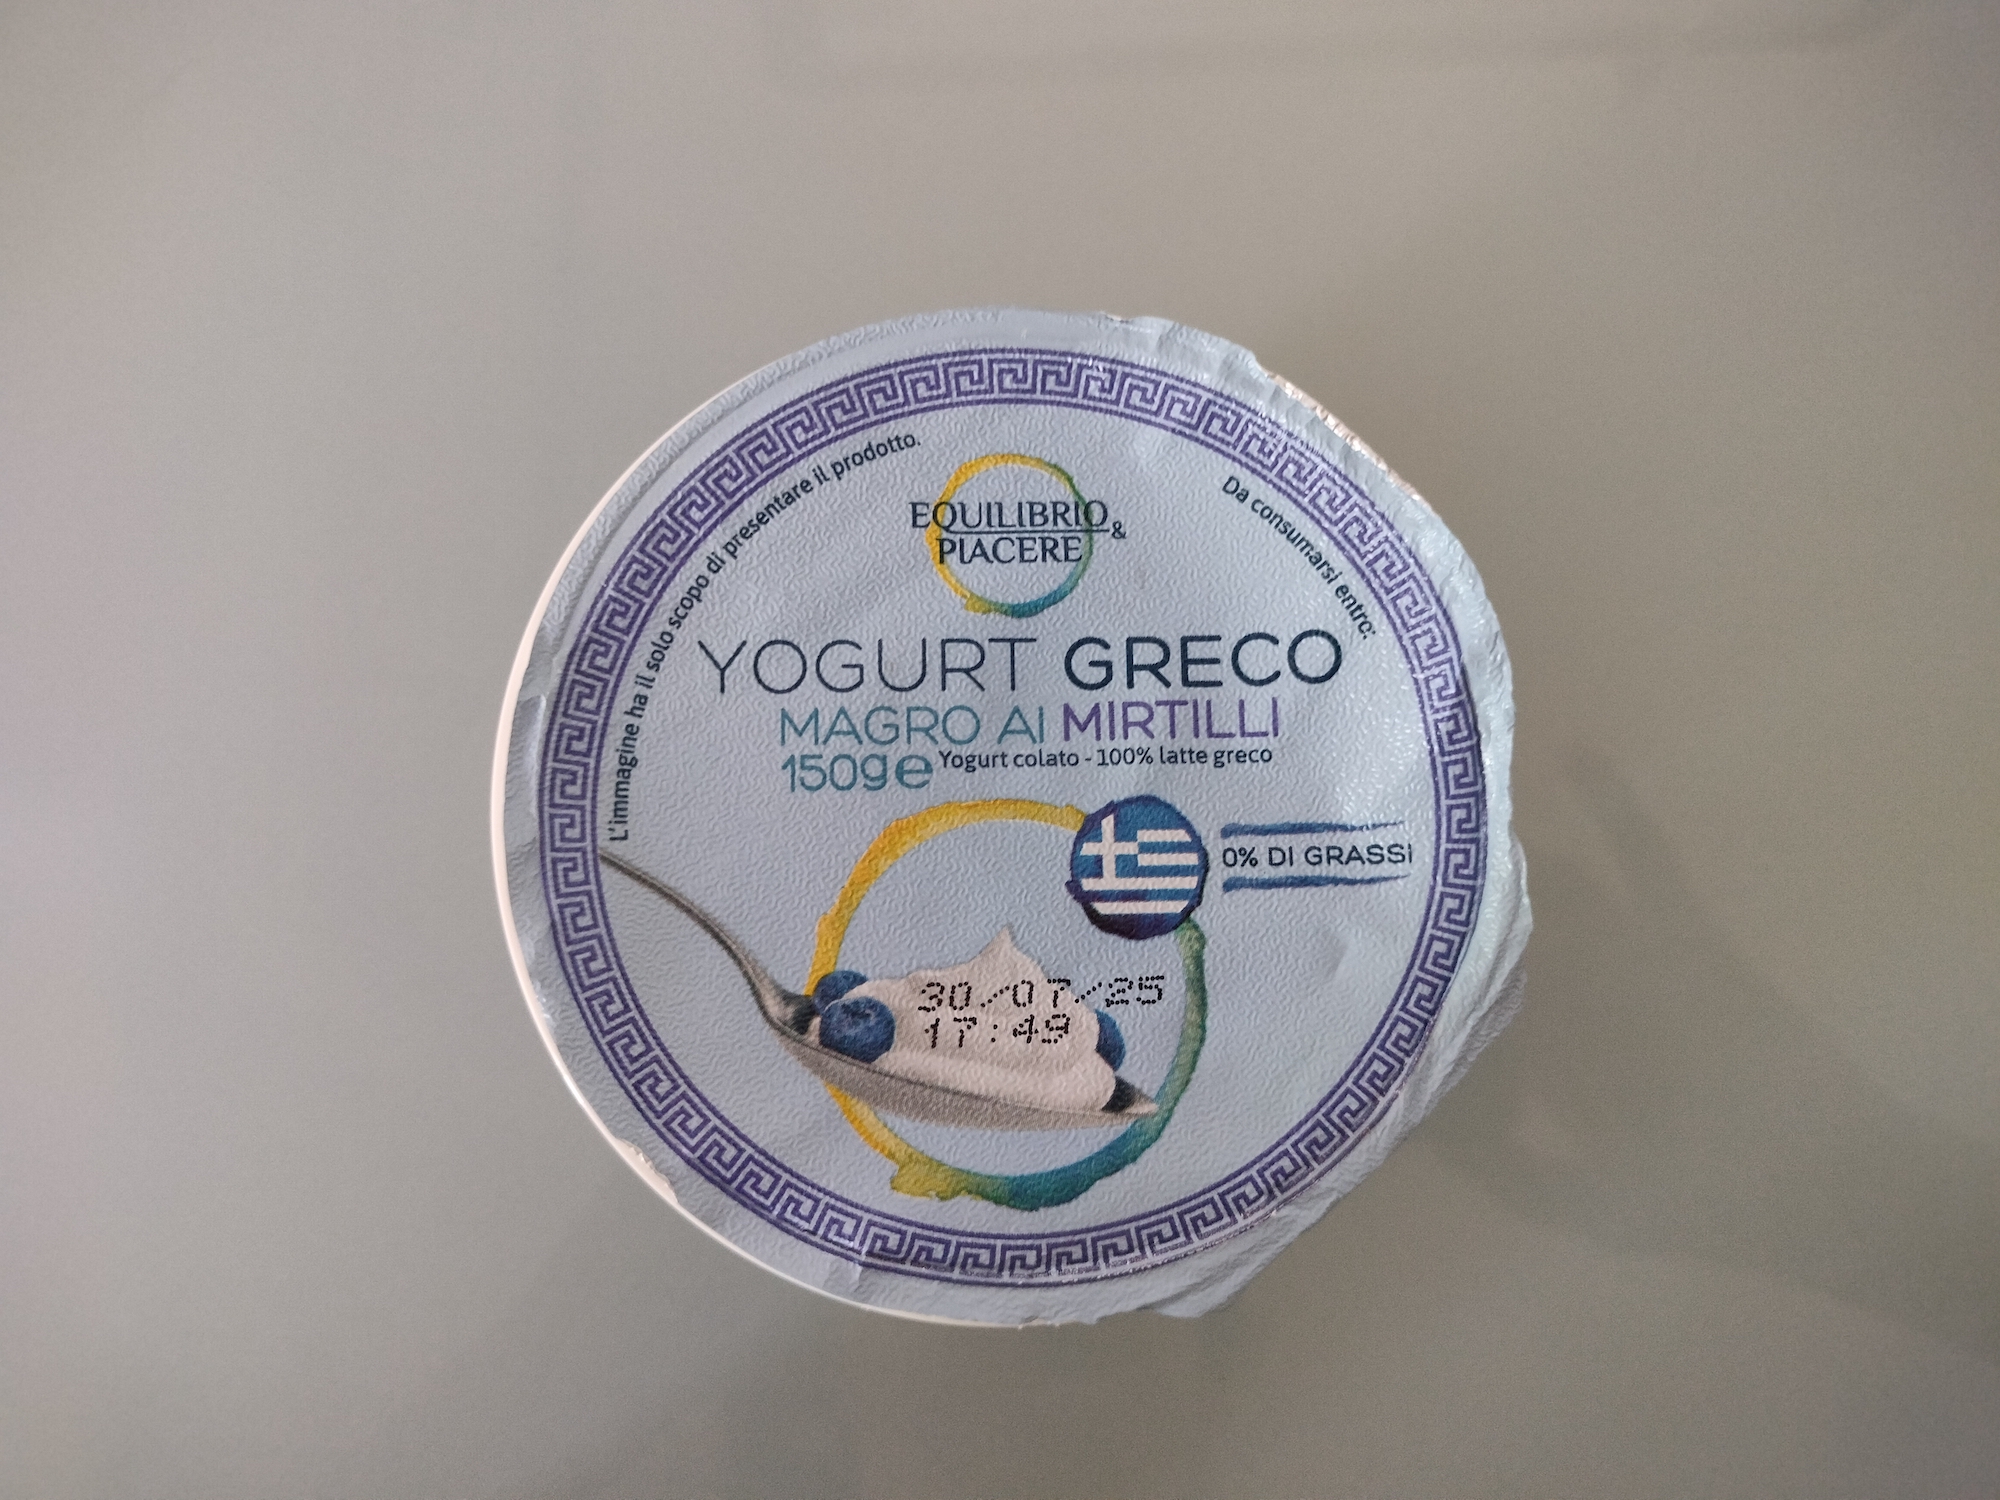 L'immagine ha il solo scopo di presentare il prodotto.
EQUILIBRIO &
PIACERE
Da consumarsi entro:
YOGURT GRECO
MAGRO AI MIRTILLI
150g e Yogurt colato - 100% latte greco
0% DI GRASSI
30/07/25
17:49